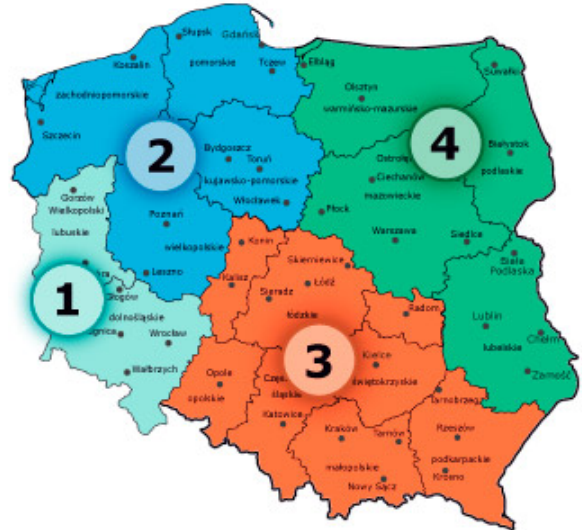 Słupsk
Gdańsk
Koszalin
pomorskie
Tczew
Elbląg
Suwałki
zachodniopomorskie
Olsztyn
warmińsko-mazurskie
Szczecin
2
4
Bydgoszcz
Toruń
kujawsko-pomorskie
Włocławek
Ostrołę
Ciechanów
mazowieckie
Białystok
podlaskie
Gorzów
Wielkopolski
lubuskie
Poznań
wielkopolskie
Płock
Warszawa
Siedlce
Leszno
Konin
Skierniewice
Biała
Podlaska
Kalisz
Sieradz
Łódź
łódzkie
Radom
Lublin
lubelskie
Chełm
Zamość
1
Głogów
dolnośląskie
gnica
Wrocław
Wałbrzych
3
Opole
opolskie
Częs
śląskie
Katowice
Kielce
świętokrzyskie
Tarnobrzeg
Kraków
małopolskie
Tarnów
Nowy Sącz
Rzeszów
podkarpackie
Krosno